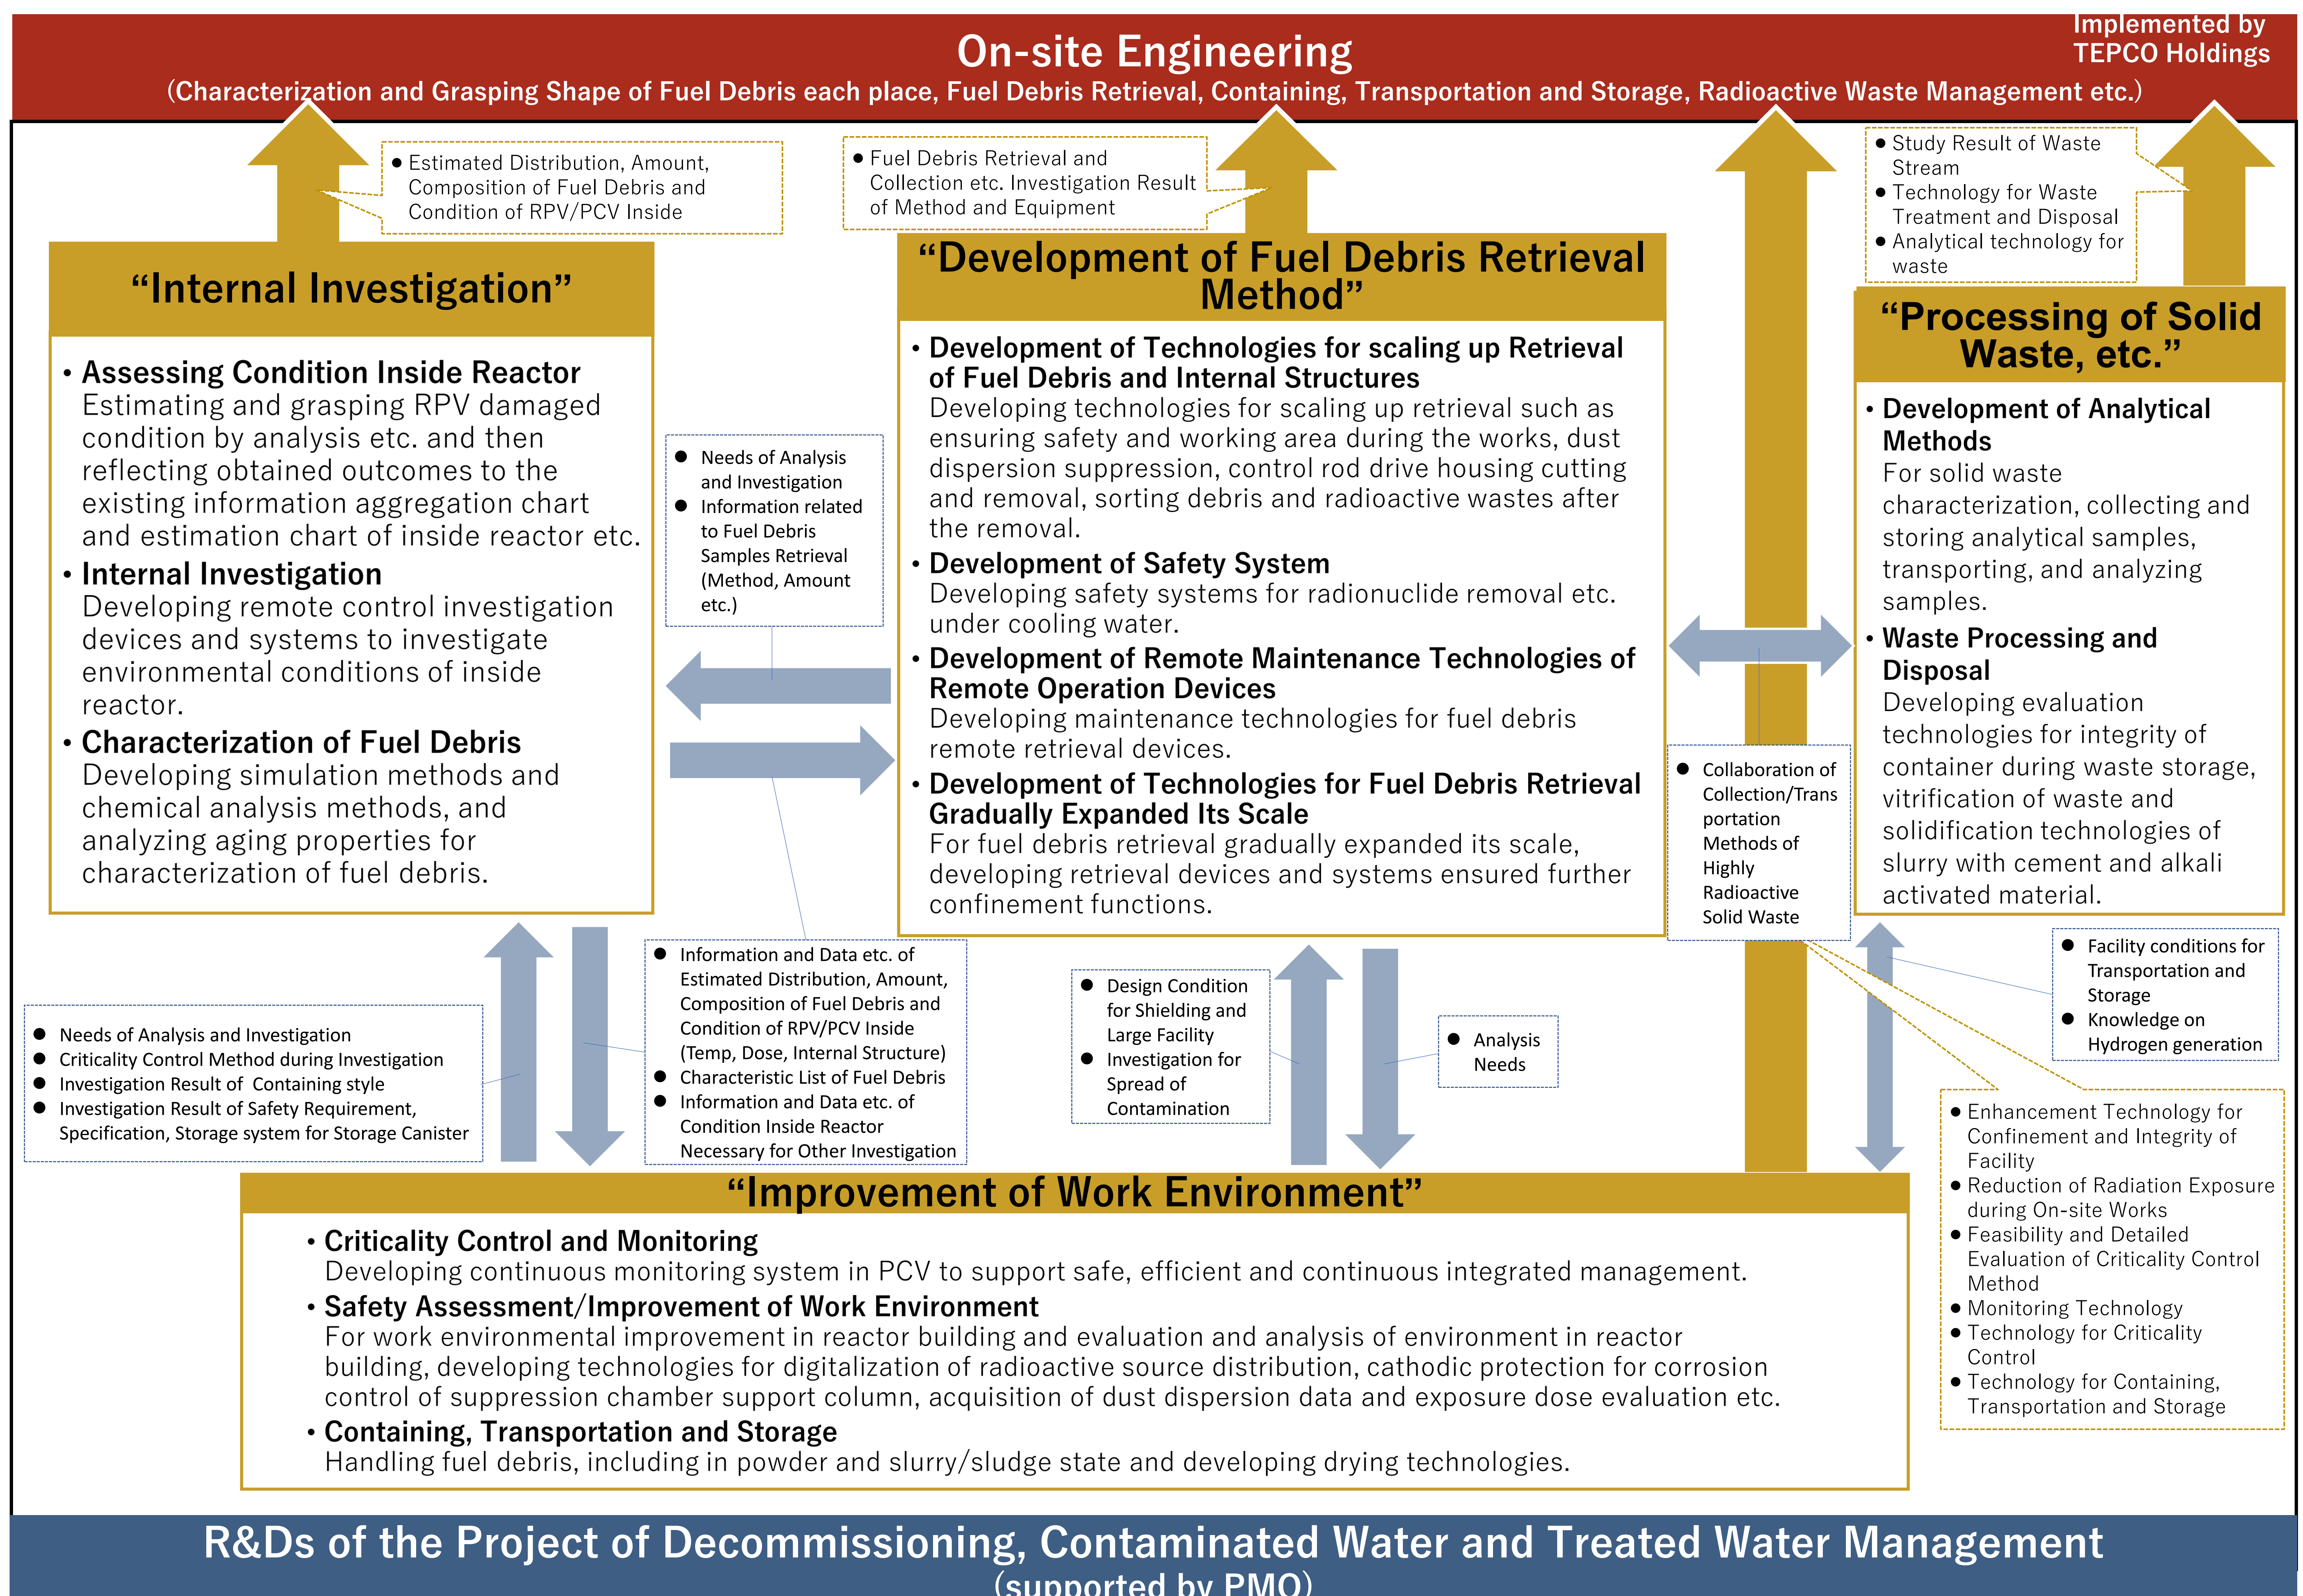 Implemented by
TEPCO Holdings
On-site Engineering
(Characterization and Grasping Shape of Fuel Debris each place, Fuel Debris Retrieval, Containing, Transportation and Storage, Radioactive Waste Management etc.)
● Estimated Distribution, Amount,
Composition of Fuel Debris and
Condition of RPV/PCV Inside
● Fuel Debris Retrieval and
Collection etc. Investigation Result
of Method and Equipment
● Study Result of Waste
Stream
● Technology for Waste
Treatment and Disposal
● Analytical technology for
waste
“Internal Investigation”
• Assessing Condition Inside Reactor
Estimating and grasping RPV damaged
condition by analysis etc. and then
reflecting obtained outcomes to the
existing information aggregation chart
and estimation chart of inside reactor etc.
• Internal Investigation
Developing remote control investigation
devices and systems to investigate
environmental conditions of inside
reactor.
• Characterization of Fuel Debris
Developing simulation methods and
chemical analysis methods, and
analyzing aging properties for
characterization of fuel debris.
● Needs of Analysis
and Investigation
● Information related
to Fuel Debris
Samples Retrieval
(Method, Amount
etc.)
“Development of Fuel Debris Retrieval
Method”
• Development of Technologies for scaling up Retrieval
of Fuel Debris and Internal Structures
Developing technologies for scaling up retrieval such as
ensuring safety and working area during the works, dust
dispersion suppression, control rod drive housing cutting
and removal, sorting debris and radioactive wastes after
the removal.
• Development of Safety System
Developing safety systems for radionuclide removal etc.
under cooling water.
• Development of Remote Maintenance Technologies of
Remote Operation Devices
Developing maintenance technologies for fuel debris
remote retrieval devices.
• Development of Technologies for Fuel Debris Retrieval
Gradually Expanded Its Scale
For fuel debris retrieval gradually expanded its scale,
developing retrieval devices and systems ensured further
confinement functions.
● Collaboration of
Collection/Trans
portation
Methods of
Highly
Radioactive
Solid Waste
“Processing of Solid
Waste, etc.”
• Development of Analytical
Methods
For solid waste
characterization, collecting and
storing analytical samples,
transporting, and analyzing
samples.
• Waste Processing and
Disposal
Developing evaluation
technologies for integrity of
container during waste storage,
vitrification of waste and
solidification technologies of
slurry with cement and alkali
activated material.
● Needs of Analysis and Investigation
● Criticality Control Method during Investigation
● Investigation Result of Containing style
● Investigation Result of Safety Requirement,
Specification, Storage system for Storage Canister
● Information and Data etc. of
Estimated Distribution, Amount,
Composition of Fuel Debris and
Condition of RPV/PCV Inside
(Temp, Dose, Internal Structure)
● Characteristic List of Fuel Debris
● Information and Data etc. of
Condition Inside Reactor
Necessary for Other Investigation
● Design Condition
for Shielding and
Large Facility
● Investigation for
Spread of
Contamination
● Analysis
Needs
● Facility conditions for
Transportation and
Storage
● Knowledge on
Hydrogen generation
● Enhancement Technology for
Confinement and Integrity of
Facility
● Reduction of Radiation Exposure
during On-site Works
● Feasibility and Detailed
Evaluation of Criticality Control
Method
● Monitoring Technology
● Technology for Criticality
Control
● Technology for Containing,
Transportation and Storage
“Improvement of Work Environment”
• Criticality Control and Monitoring
Developing continuous monitoring system in PCV to support safe, efficient and continuous integrated management.
• Safety Assessment/Improvement of Work Environment
For work environmental improvement in reactor building and evaluation and analysis of environment in reactor
building, developing technologies for digitalization of radioactive source distribution, cathodic protection for corrosion
control of suppression chamber support column, acquisition of dust dispersion data and exposure dose evaluation etc.
• Containing, Transportation and Storage
Handling fuel debris, including in powder and slurry/sludge state and developing drying technologies.
R&Ds of the Project of Decommissioning, Contaminated Water and Treated Water Management
(supported by PMO)